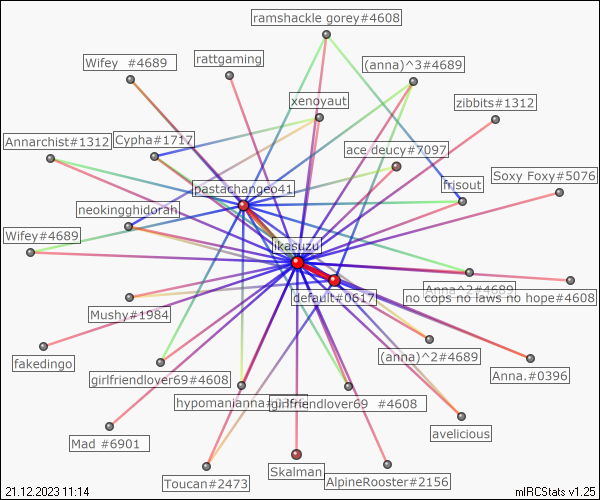 ramshackle gorey#4608
Wifey  #4689
rattgaming
(anna)^3#4689
xenoyaut
zibbits#1312
Annarchist#1312
Cypha#1717
ace deucy#7097
Soxy Foxy#5076
pastachangeo41
frisout
neokingghidorah
Wifey#4689
ikasuzu
Anna^2#4689
default#0617
no cops no laws no hope#4608
Mushy#1984
fakedingo
(anna)^2#4689
girlfriendlover69#4608
Anna.#0396
hypomanianna
girlfriendlover69  #4608
Mad #6901
avelicious
Toucan#2473
Skalman
AlpineRooster#2156
21.12.2023 11:14
mIRCStats v1.25